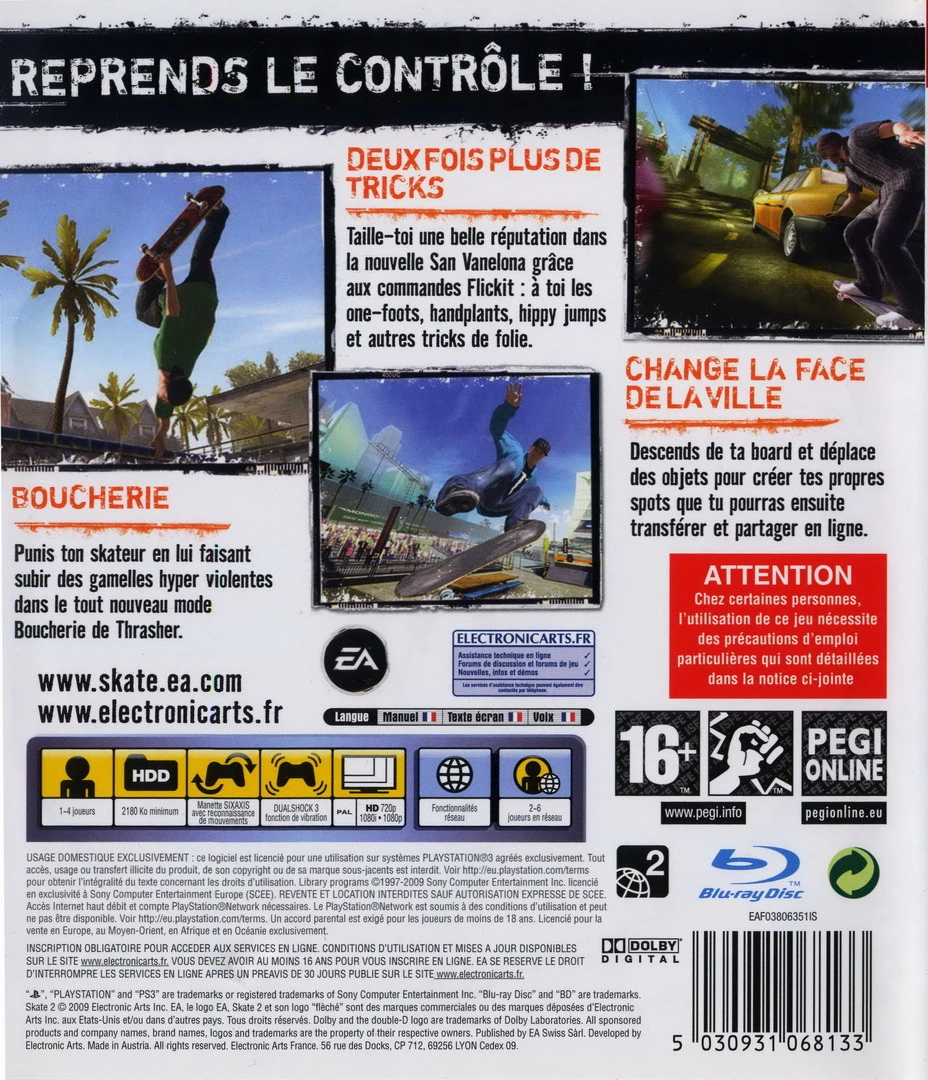 REPRENDS LE CONTRÔLE !
DEUX FOIS PLUS DE
TRICKS
Taille-toi une belle réputation dans
la nouvelle San Vanelona grâce
aux commandes Flickit : à toi les
one-foots, handplants, hippy jumps
et autres tricks de folie.
CHANGE LA FACE
DE LA VILLE
Descends de ta board et déplace
des objets pour créer tes propres
spots que tu pourras ensuite
transférer et partager en ligne.
BOUCHERIE
Punis ton skateur en lui faisant
subir des gamelles hyper violentes
dans le tout nouveau mode
Boucherie de Thrasher.
ATTENTION
Chez certaines personnes,
l'utilisation de ce jeu nécessite
des précautions d'emploi
particulières qui sont détaillées
dans la notice ci-jointe
www.skate.ea.com
www.electronicarts.fr
EA
ELECTRONICARTS.FR
Assistance technique en ligne ✓
Forums de discussion et forums de jeu ✓
Nouvelles, infos et démos ✓
Les services d'assistance technique peuvent également être
contactés par téléphone.
Langue Manuel Texte écran Voix
16+
PEGI
ONLINE
www.pegi.info
pegionline.eu
HDD
1-4 joueurs
2180 Ko minimum
Manette SIXAXIS
avec reconnaissance
de mouvements
DUALSHOCK 3
fonction de vibration
PAL
HD 720p
1080i • 1080p
Fonctionnalités
réseau
2-6
joueurs en réseau
USAGE DOMESTIQUE EXCLUSIVEMENT : ce logiciel est licencié pour une utilisation sur systèmes PLAYSTATION®3 agréés exclusivement. Tout
accès, usage ou transfert illicite du produit, de son copyright ou de sa marque sous-jacents est interdit. Voir http://eu.playstation.com/terms
pour obtenir l'intégralité du texte concernant les droits d'utilisation. Library programs ©1997-2009 Sony Computer Entertainment Inc. licencié
en exclusivité à Sony Computer Entertainment Europe (SCEE). REVENTE ET LOCATION INTERDITES SAUF AUTORISATION EXPRESSE DE SCEE.
Accès Internet haut débit et compte PlayStation®Network nécessaires. Le PlayStation®Network est soumis à des conditions d'utilisation et peut
ne pas être disponible. Voir http://eu.playstation.com/terms. Un accord parental est exigé pour les joueurs de moins de 18 ans. Licencié pour la
vente en Europe, au Moyen-Orient, en Afrique et en Océanie exclusivement.
2
Blu-ray Disc
EAF03806351IS
INSCRIPTION OBLIGATOIRE POUR ACCEDER AUX SERVICES EN LIGNE. CONDITIONS D'UTILISATION ET MISES A JOUR DISPONIBLES
SUR LE SITE www.electronicarts.fr. VOUS DEVEZ AVOIR AU MOINS 16 ANS POUR VOUS INSCRIRE EN LIGNE. EA SE RESERVE LE DROIT
D'INTERROMPRE LES SERVICES EN LIGNE APRES UN PREAVIS DE 30 JOURS PUBLIE SUR LE SITE www.electronicarts.fr.
DOLBY
DIGITAL
"PS", "PLAYSTATION" and "PS3" are trademarks or registered trademarks of Sony Computer Entertainment Inc. "Blu-ray Disc" and "BD" are trademarks.
Skate 2 © 2009 Electronic Arts Inc. EA, le logo EA, Skate 2 et son logo "fléché" sont des marques commerciales ou des marques déposées d'Electronic
Arts Inc. aux Etats-Unis et/ou dans d'autres pays. Tous droits réservés. Dolby and the double-D logo are trademarks of Dolby Laboratories. All sponsored
products and company names, brand names, logos and trademarks are the property of their respective owners. Published by EA Swiss Sàrl. Developed by
Electronic Arts. Made in Austria. All rights reserved. Electronic Arts France. 56 rue des Docks, CP 712, 69256 LYON Cedex 09.
5 030931 068133